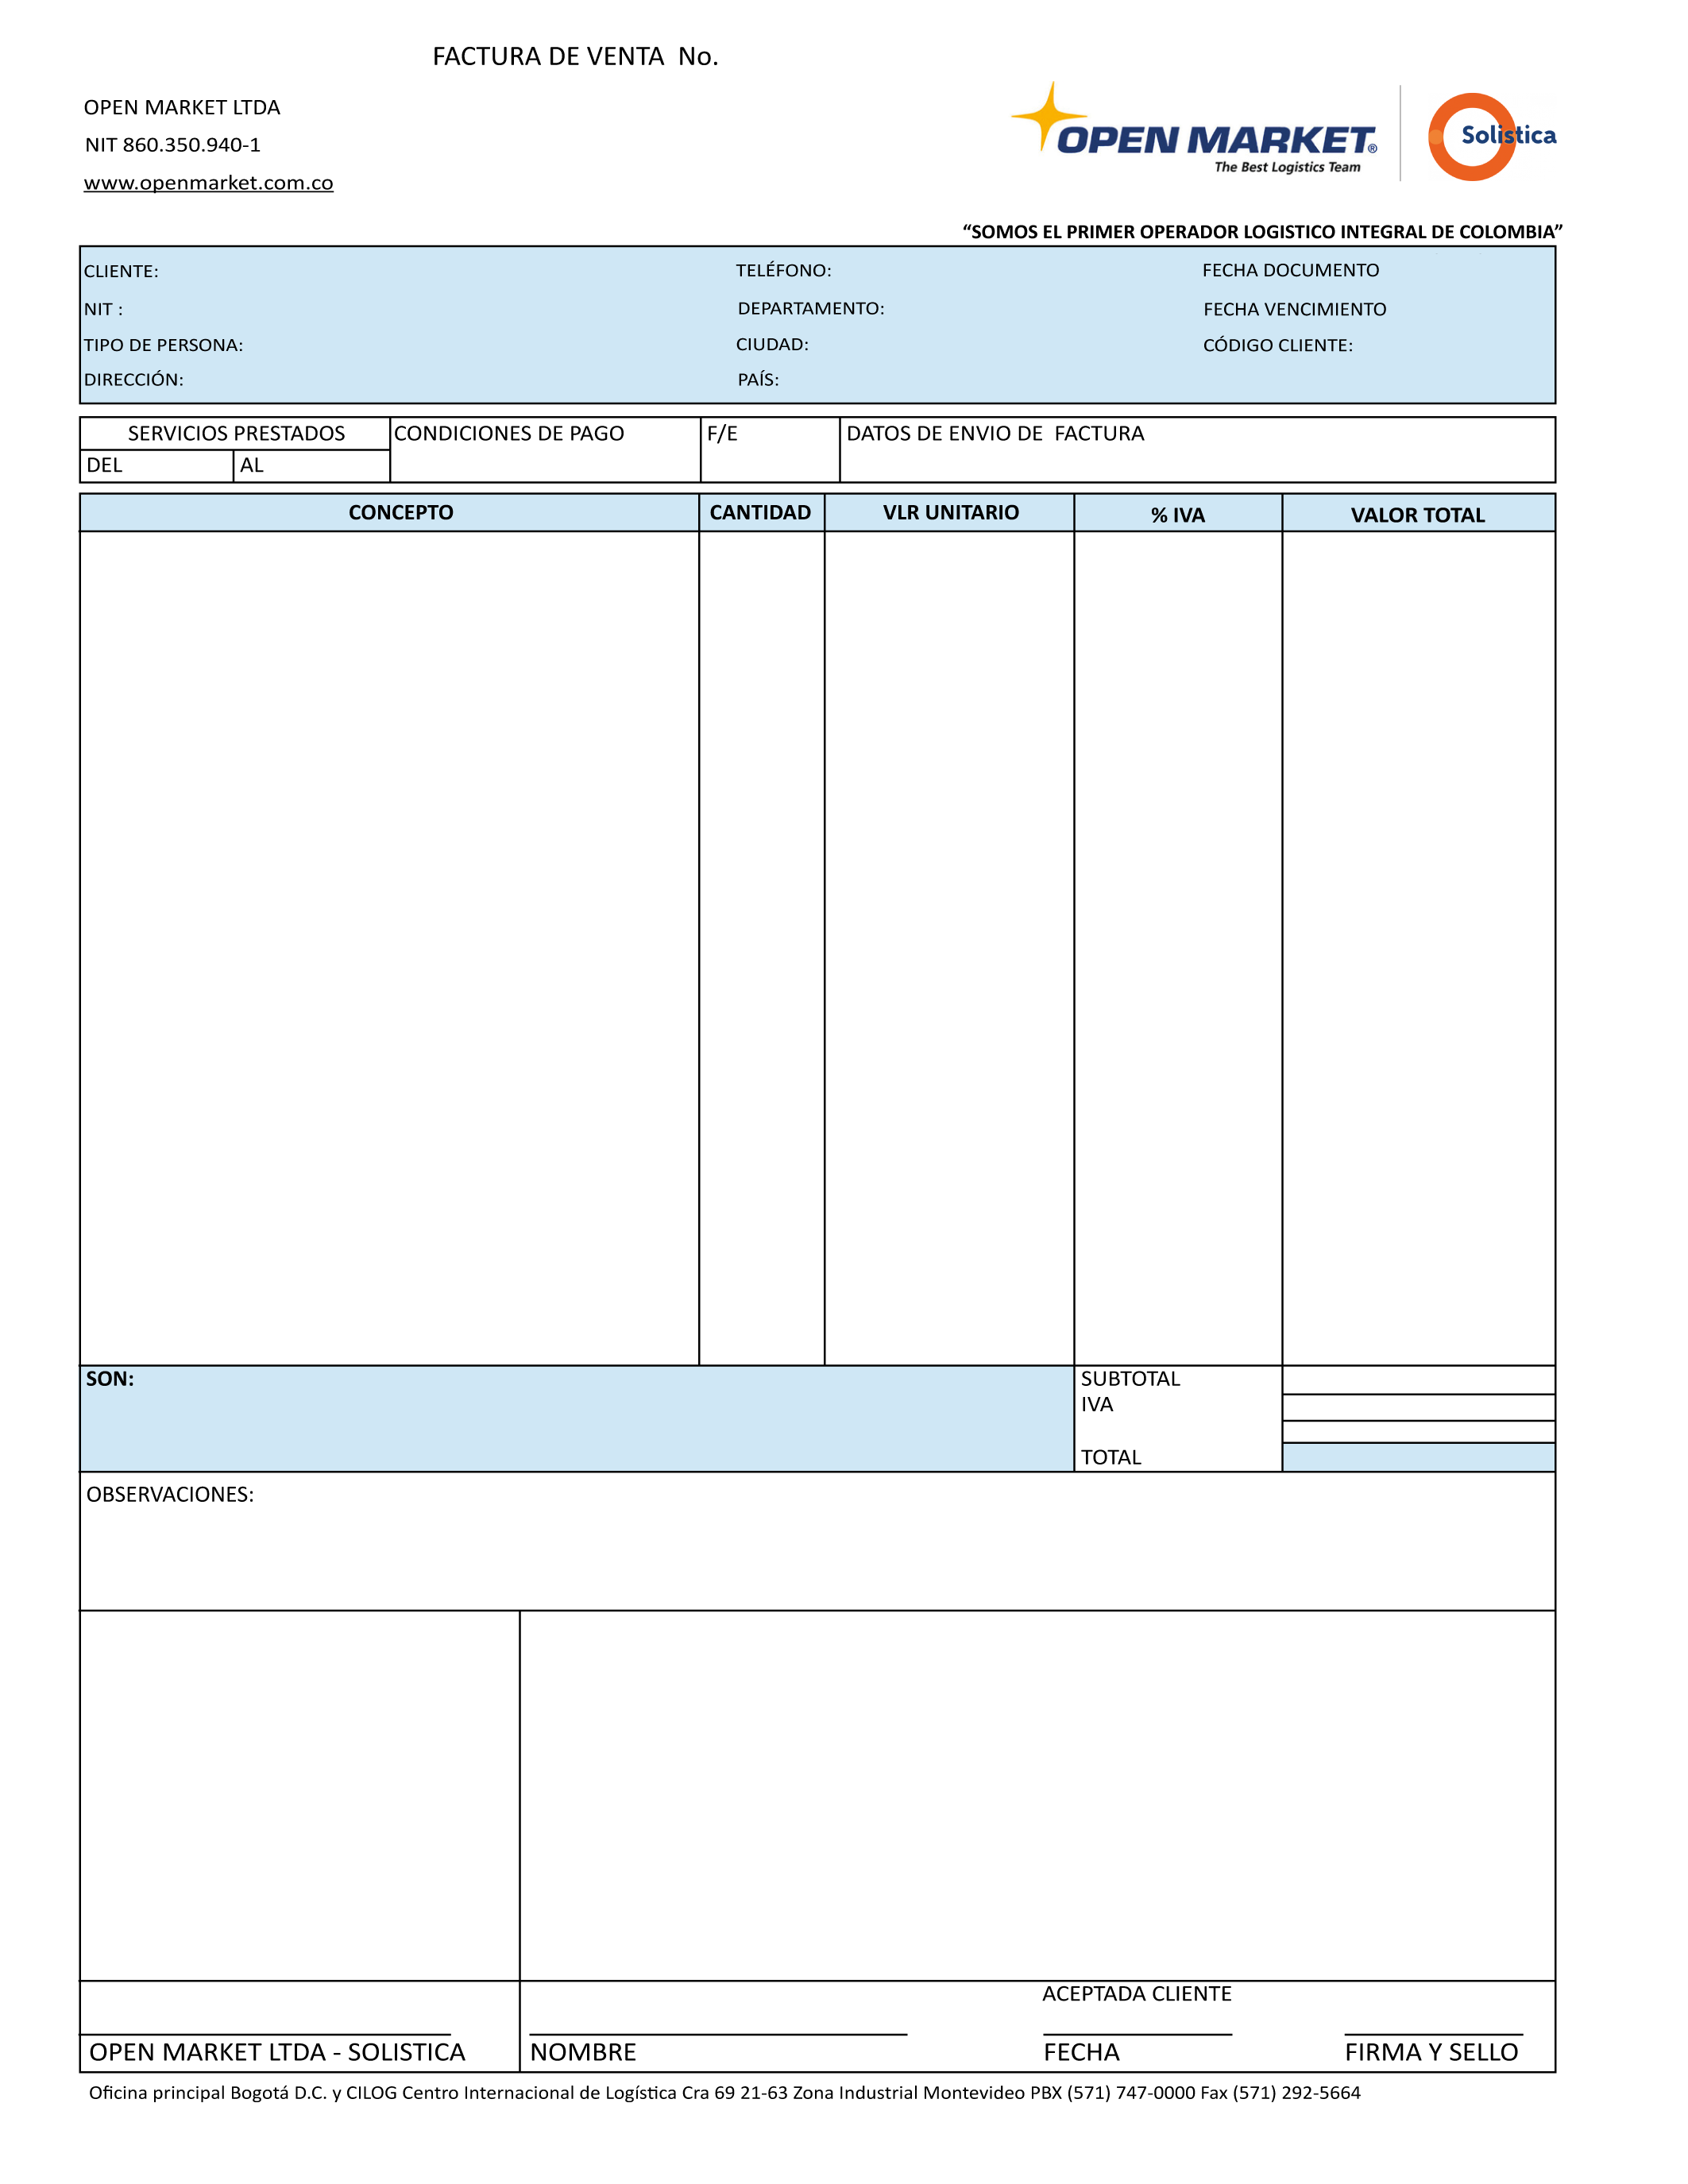 FACTURA DE VENTA  No.
OPEN MARKET LTDA
NIT 860.350.940-1
www.openmarket.com.co
OPEN MARKET®
The Best Logistics Team
Solistica
“SOMOS EL PRIMER OPERADOR LOGISTICO INTEGRAL DE COLOMBIA”
CLIENTE: TELÉFONO: FECHA DOCUMENTO
NIT : DEPARTAMENTO: FECHA VENCIMIENTO
TIPO DE PERSONA: CIUDAD: CÓDIGO CLIENTE:
DIRECCIÓN: PAÍS:
SERVICIOS PRESTADOS CONDICIONES DE PAGO F/E DATOS DE ENVIO DE  FACTURA
DEL AL
CONCEPTO CANTIDAD VLR UNITARIO % IVA VALOR TOTAL
SON: SUBTOTAL
IVA
TOTAL
OBSERVACIONES:
ACEPTADA CLIENTE
OPEN MARKET LTDA - SOLISTICA NOMBRE FECHA FIRMA Y SELLO
Oficina principal Bogotá D.C. y CILOG Centro Internacional de Logística Cra 69 21-63 Zona Industrial Montevideo PBX (571) 747-0000 Fax (571) 292-5664